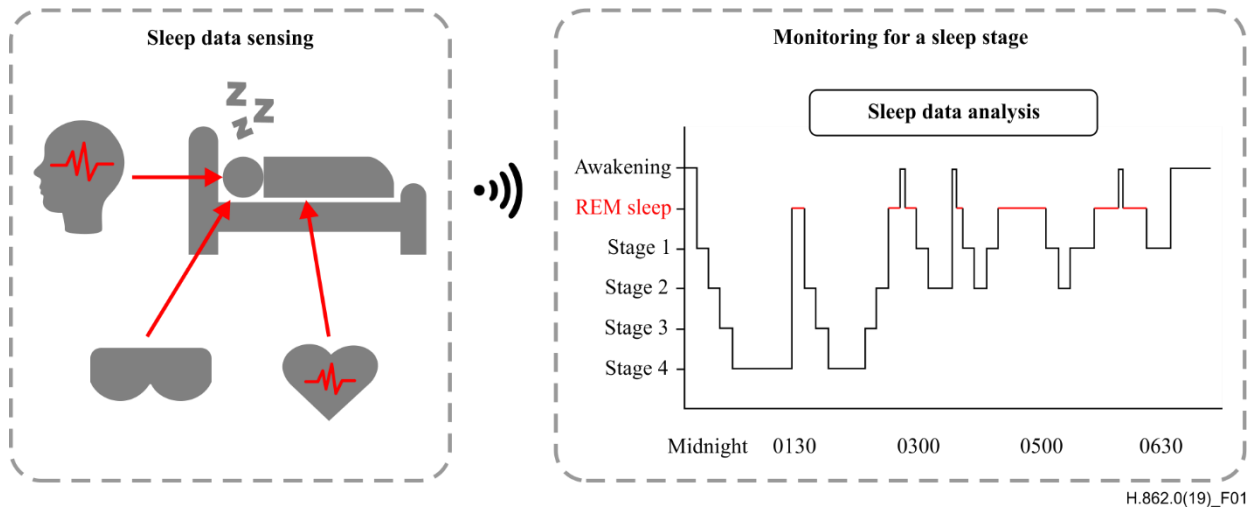 Sleep data sensing
z
Z
Z
Monitoring for a sleep stage
Sleep data analysis
Awakening
REM sleep
Stage 1
Stage 2
Stage 3
Stage 4
Midnight 0130 0300 0500 0630
H.862.0(19)_F01